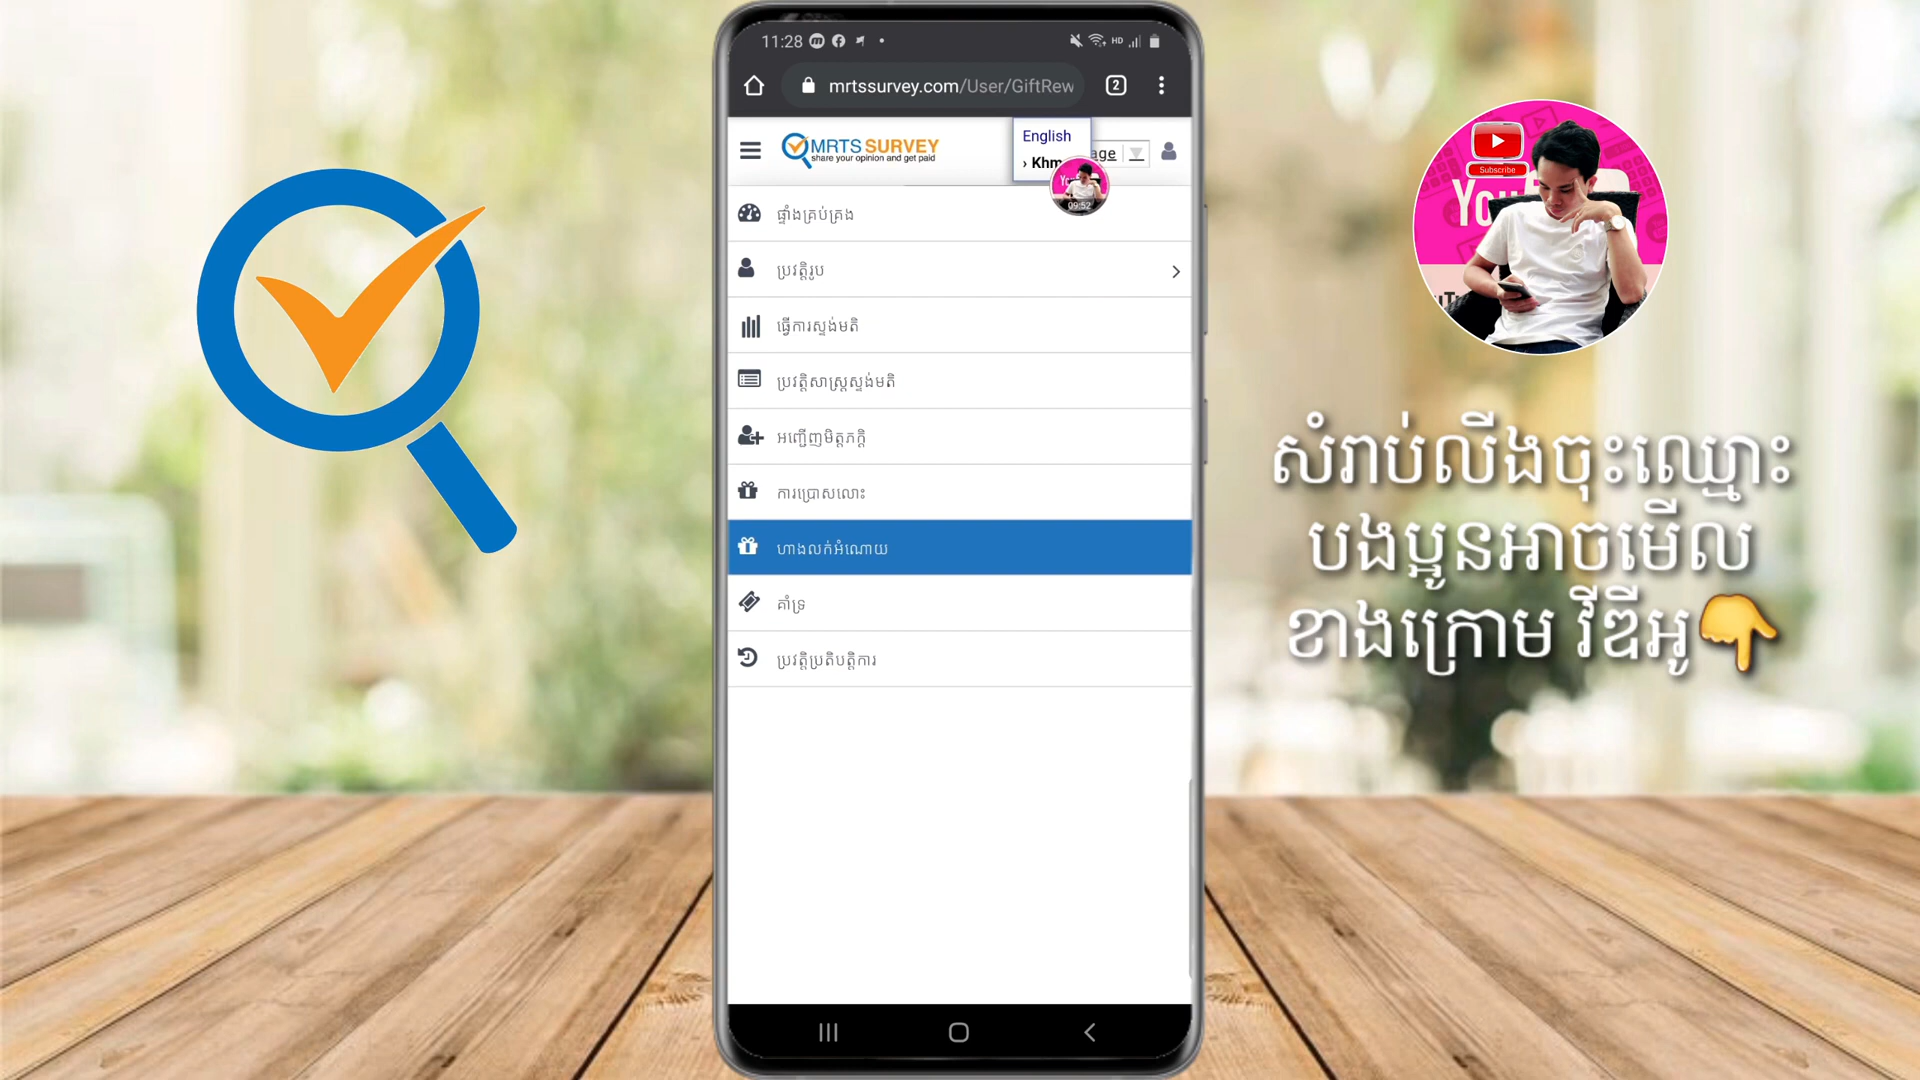 11:28
HD
mrtssurvey.com/User/GiftRew
2
MRTS SURVEY
share your opinion and get paid
English
› Khm
age
09:52
ផ្ទាំងគ្រប់គ្រង
ប្រវត្តិរូប
ធ្វើការស្ទង់មតិ
ប្រវត្តិសាស្ត្រស្ទង់មតិ
អញ្ជើញមិត្តភក្តិ
ការប្រោសលោះ
ហាងលក់អំណោយ
គាំទ្រ
ប្រវត្តិប្រតិបត្តិការ
Subscribe
សំរាប់លីងចុះឈ្មោះ
បងប្អូនអាចមើល
ខាងក្រោម វីឌីអូ👇